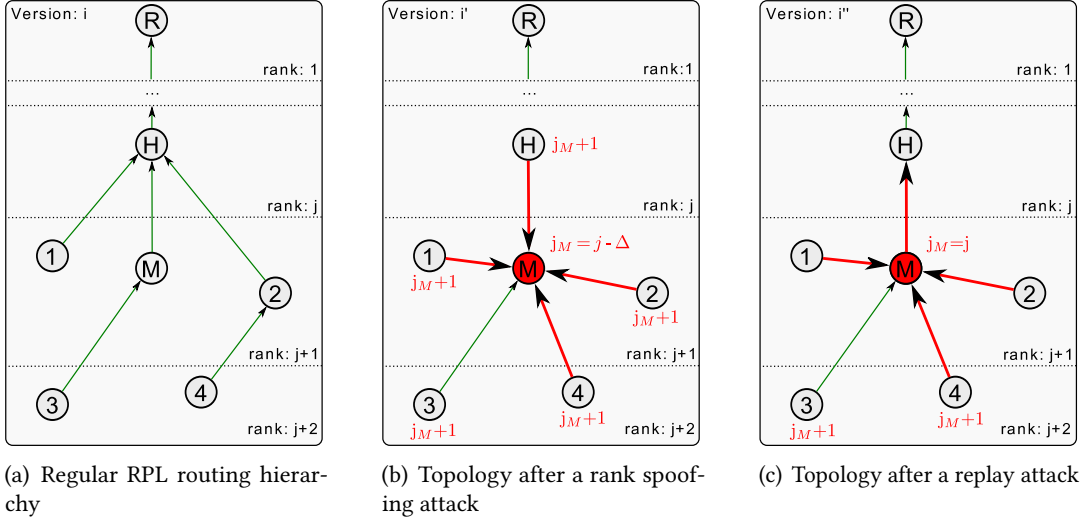 Version: i
R
rank: 1
...
H
rank: j
1
M
2
rank: j+1
3
4
rank: j+2
(a) Regular RPL routing hierar-
chy
Version: i'
R
rank:1
...
H
j_M+1
rank: j
j_M = j - Δ
1
M
j_M+1
2
j_M+1
rank: j+1
3
4
j_M+1
j_M+1
rank: j+2
(b) Topology after a rank spoof-
ing attack
Version: i''
R
rank: 1
...
H
rank: j
j_M=j
1
M
2
rank: j+1
3
4
j_M+1
j_M+1
rank: j+2
(c) Topology after a replay attack